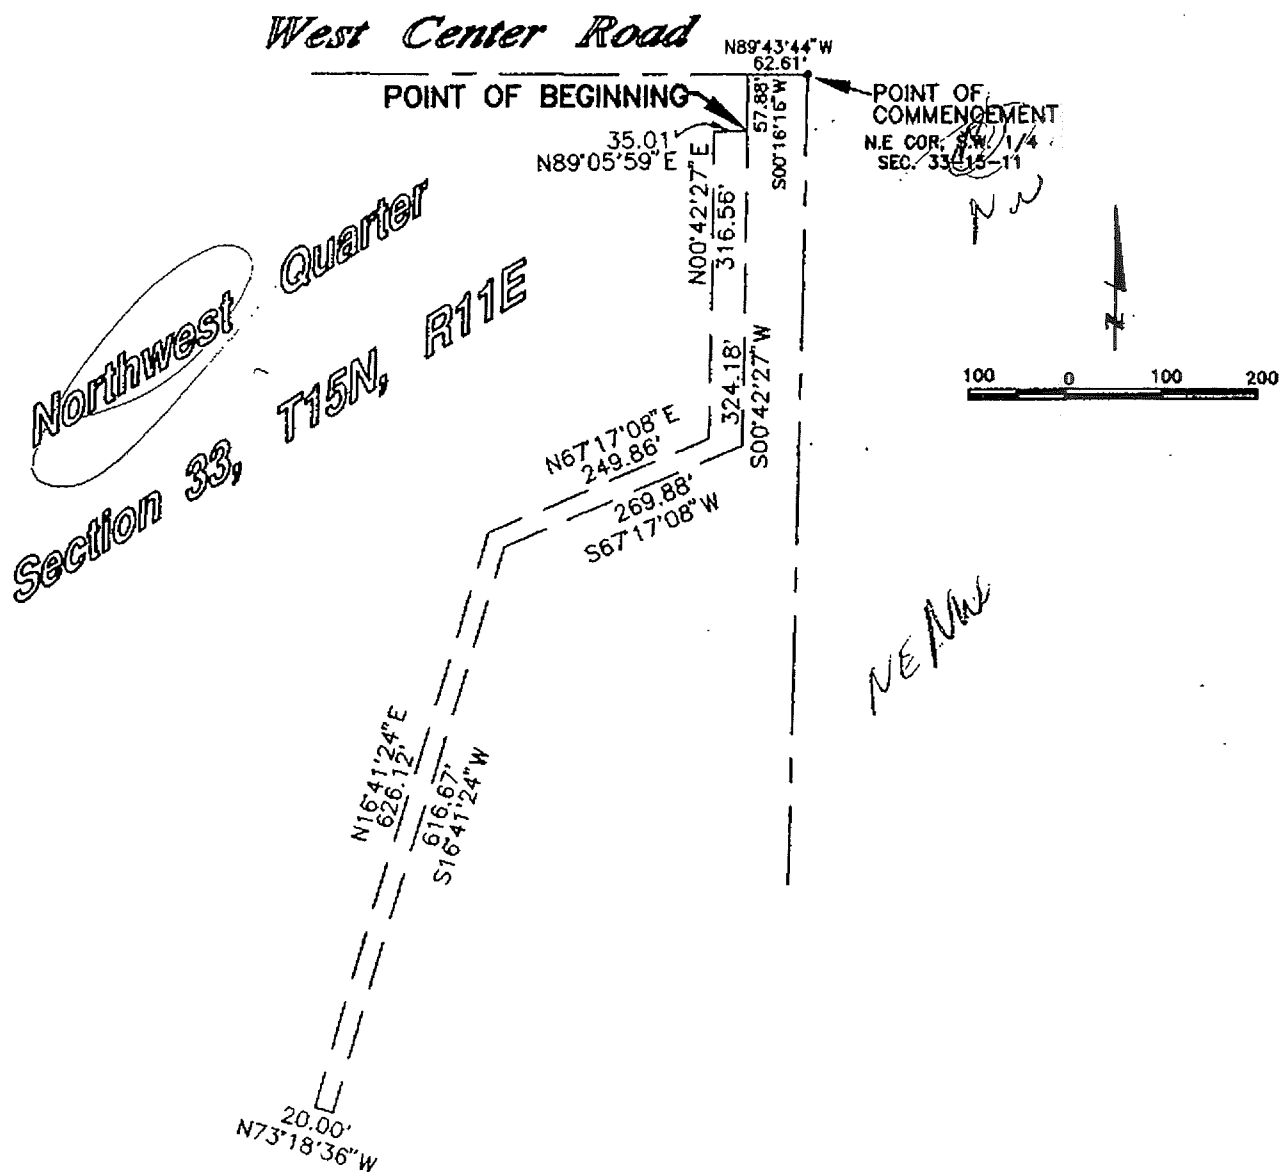 West Center Road
N89°43'44"W
62.61'
POINT OF BEGINNING
57.88'
S00°16'16"W
POINT OF
COMMENCEMENT
N.E COR, S.W. 1/4
SEC. 33-15-11
N W
35.01'
N89°05'59"E
N00°42'27"E
316.56'
Northwest Quarter
Section 33, T15N, R11E
N
100 0 100 200
324.18'
S00°42'27"W
N67°17'08"E
249.86'
269.88'
S67°17'08"W
NE NW
N16°41'24"E
626.12'
616.67'
S16°41'24"W
20.00'
N73°18'36"W